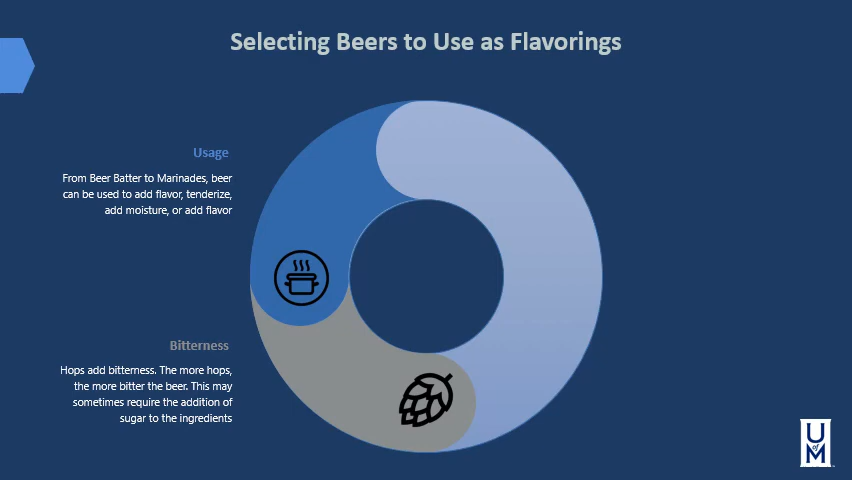 Selecting Beers to Use as Flavorings
Usage
From Beer Batter to Marinades, beer
can be used to add flavor, tenderize,
add moisture, or add flavor
Bitterness
Hops add bitterness. The more hops,
the more bitter the beer. This may
sometimes require the addition of
sugar to the ingredients
U
of
M